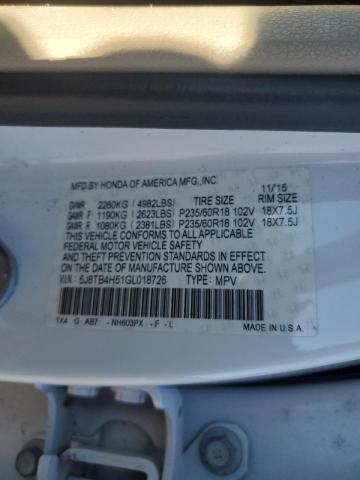 MFD.BY HONDA OF AMERICA MFG.,INC. 11/15
GVWR 2260KG ( 4982LBS) TIRE SIZE RIM SIZE
GAWR F 1190KG ( 2623LBS) P235/60R18 102V 18X7.5J
GAWR R 1080KG ( 2381LBS) P235/60R18 102V 18X7.5J
THIS VEHICLE CONFORMS TO ALL APPLICABLE
FEDERAL MOTOR VEHICLE SAFETY
AND THEFT PREVENTION STANDARDS IN EFFECT
ON THE DATE OF MANUFACTURE SHOWN ABOVE.
V.I.N: 5J8TB4H51GL018726 TYPE: MPV
TX4 G AB7 - NH603PX - F - L MADE IN U.S.A.